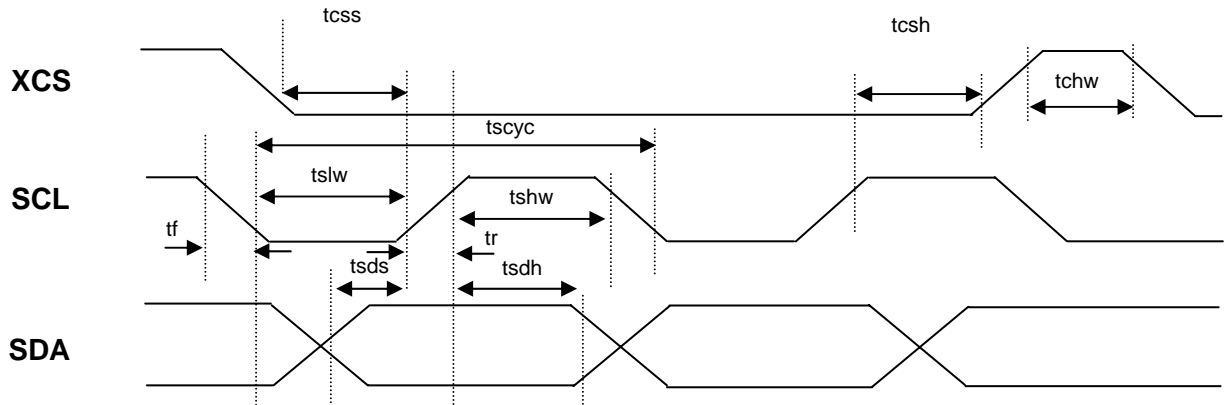 tcss
tcsh
XCS
tchw
tscyc
tslw
SCL
tshw
tf
tr
tsds
tsdh
SDA